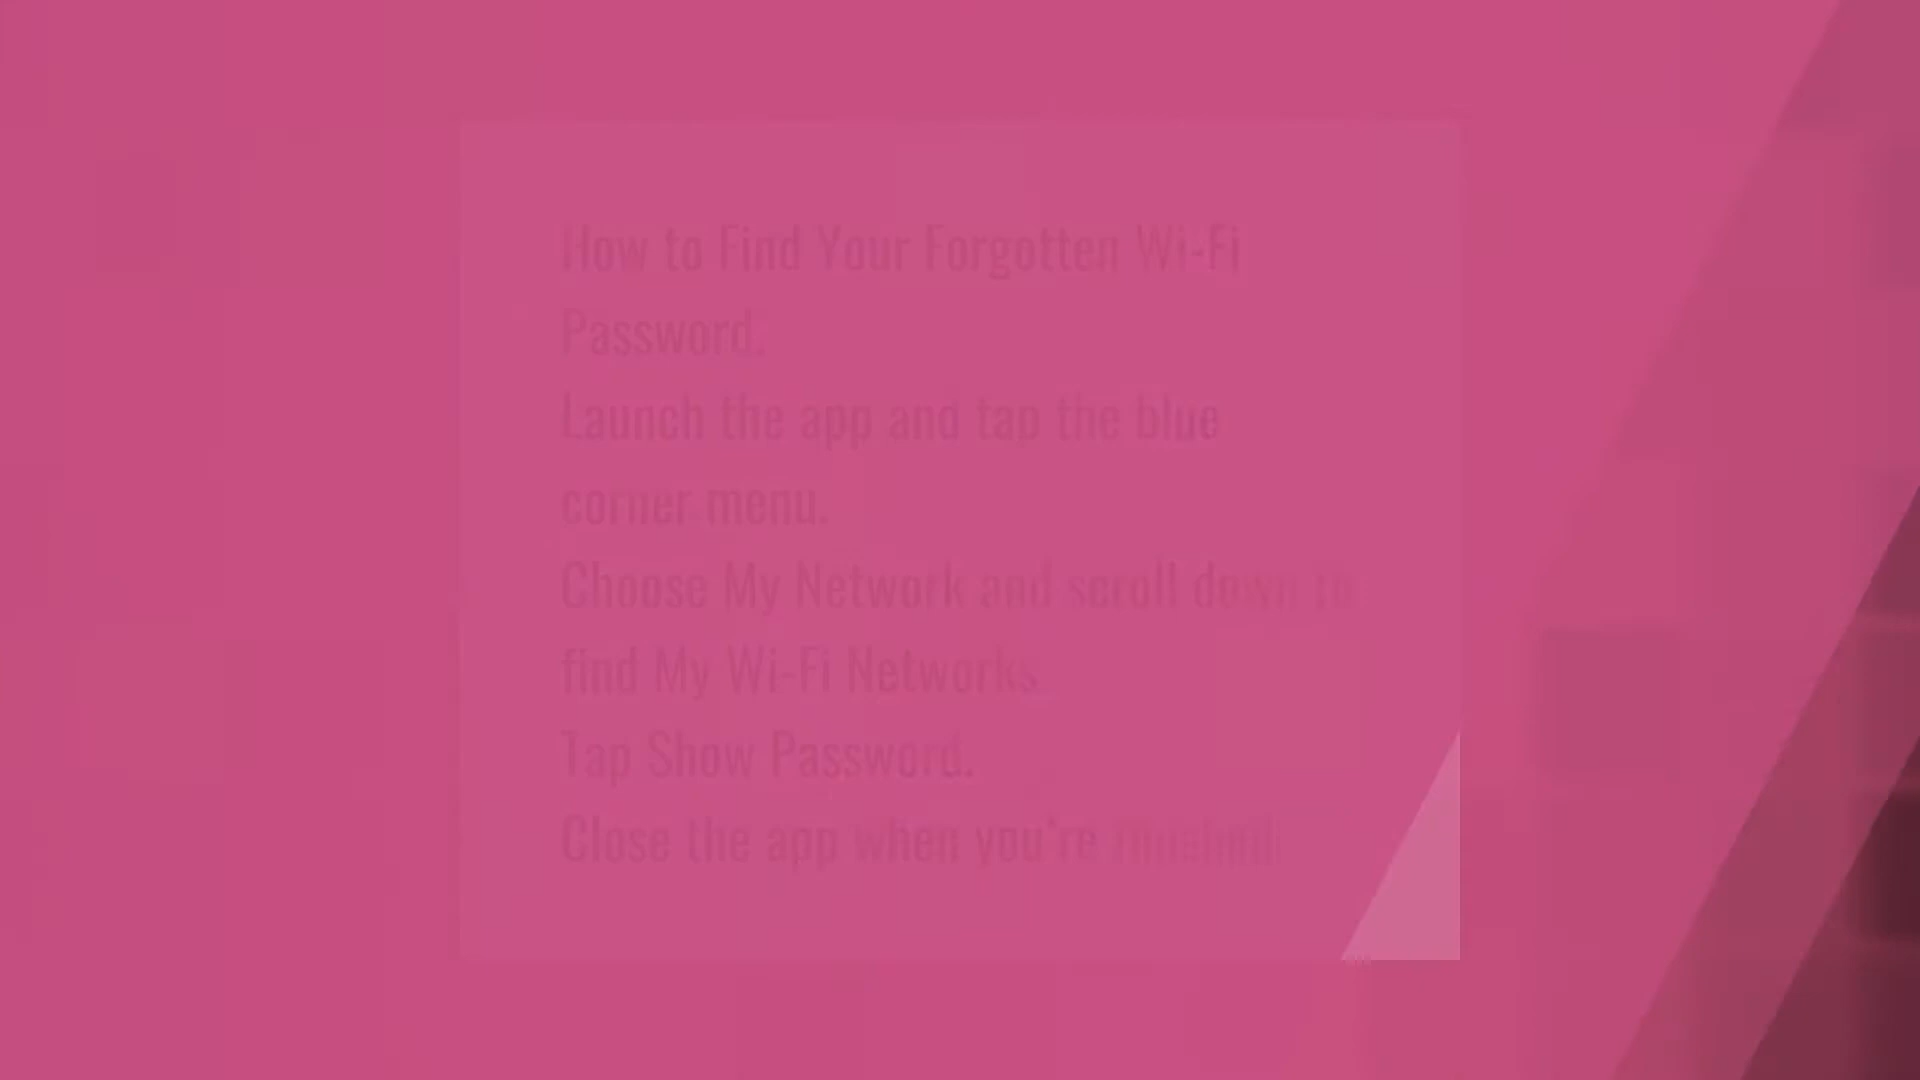 How to Find Your Forgotten Wi-Fi
Password.
Launch the app and tap the blue
corner menu.
Choose My Network and scroll down to
find My Wi-Fi Networks.
Tap Show Password.
Close the app when you're finished.